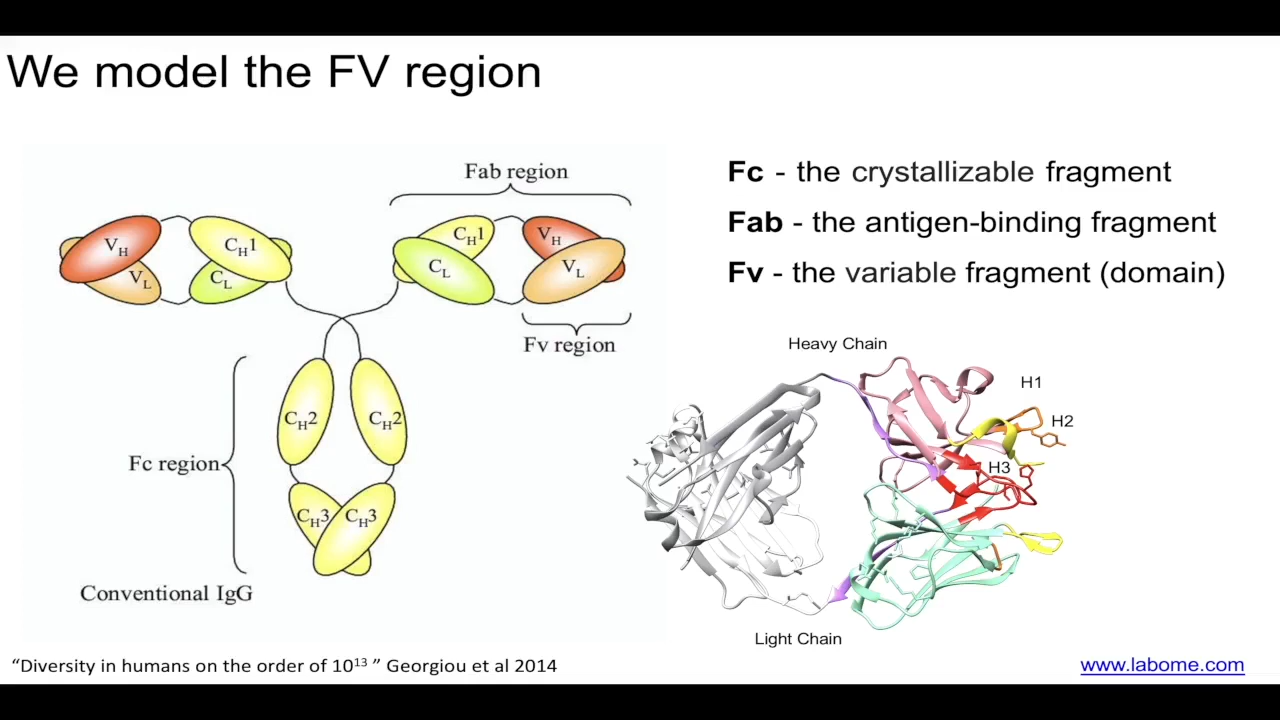 We model the FV region
Fab region
V_H
C_H1
C_H1
V_H
V_L
C_L
C_L
V_L
Fv region
C_H2
C_H2
Fc region
C_H3
C_H3
Conventional IgG
Fc - the crystallizable fragment
Fab - the antigen-binding fragment
Fv - the variable fragment (domain)
Heavy Chain
H1
H2
H3
Light Chain
“Diversity in humans on the order of 10¹³ ” Georgiou et al 2014
www.labome.com